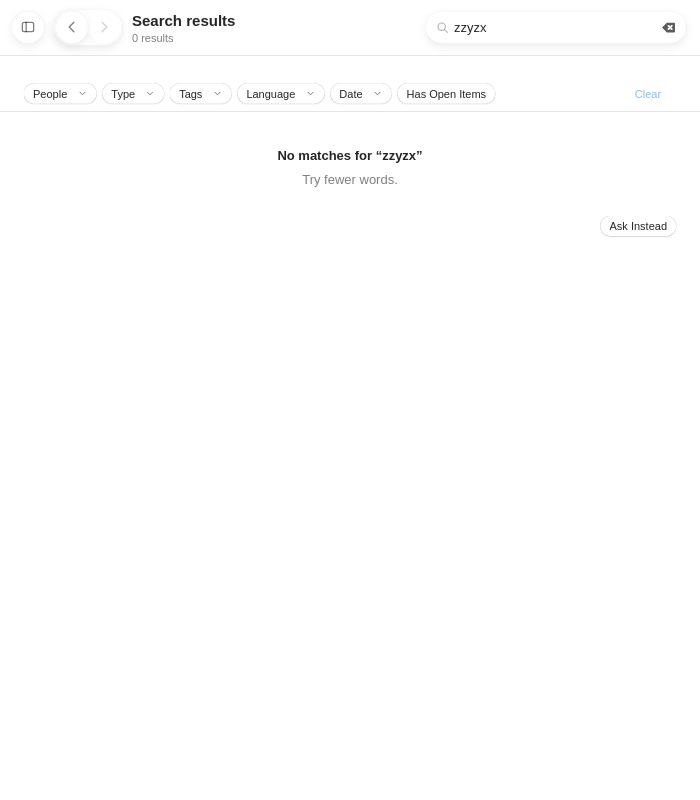 Search results
0 results
zzyzx
People
Type
Tags
Language
Date
Has Open Items
Clear
No matches for “zzyzx”
Try fewer words.
Ask Instead